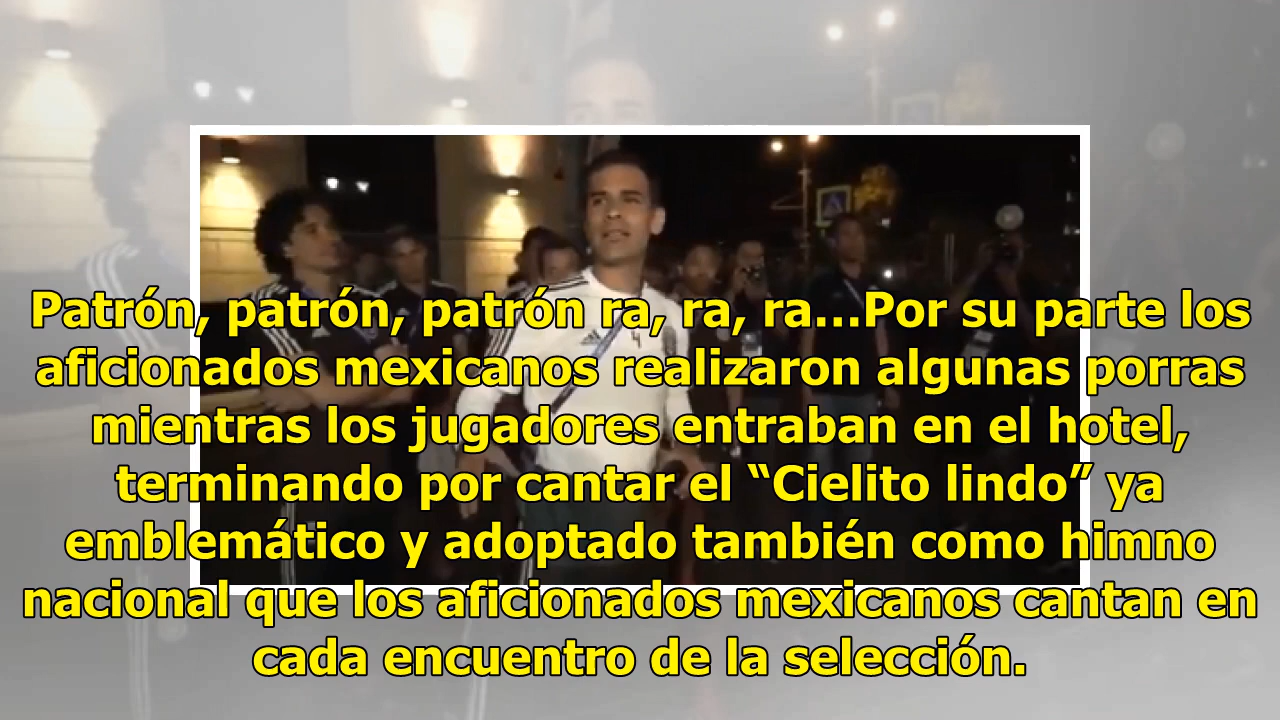 Patrón, patrón, patrón ra, ra, ra...Por su parte los
aficionados mexicanos realizaron algunas porras
mientras los jugadores entraban en el hotel,
terminando por cantar el “Cielito lindo” ya
emblemático y adoptado también como himno
nacional que los aficionados mexicanos cantan en
cada encuentro de la selección.
4